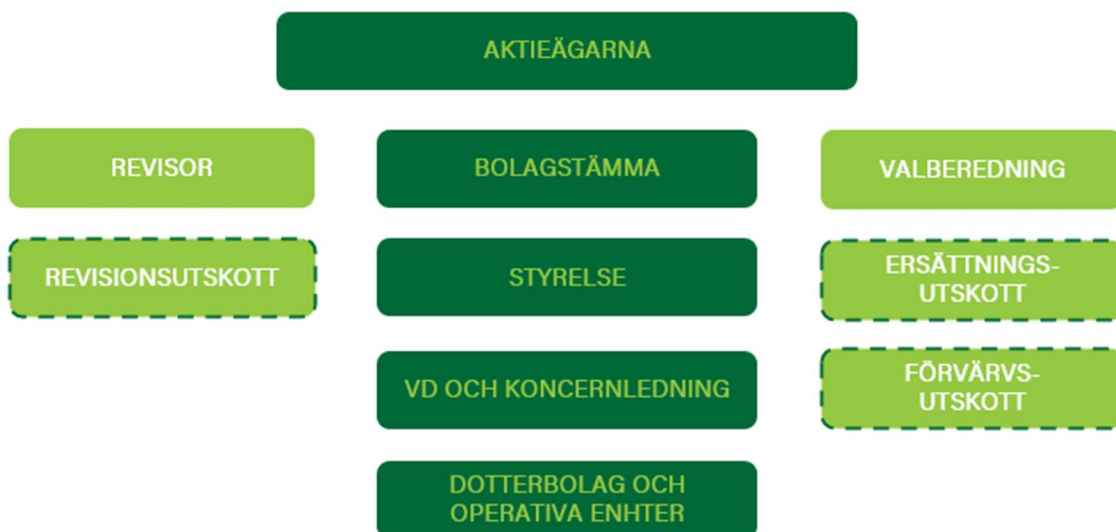 AKTIEÄGARNA
REVISOR
BOLAGSTÄMMA
VALBEREDNING
REVISIONSUTSKOTT
STYRELSE
ERSÄTTNINGS-
UTSKOTT
VD OCH KONCERNLEDNING
FÖRVÄRVS-
UTSKOTT
DOTTERBOLAG OCH
OPERATIVA ENHTER